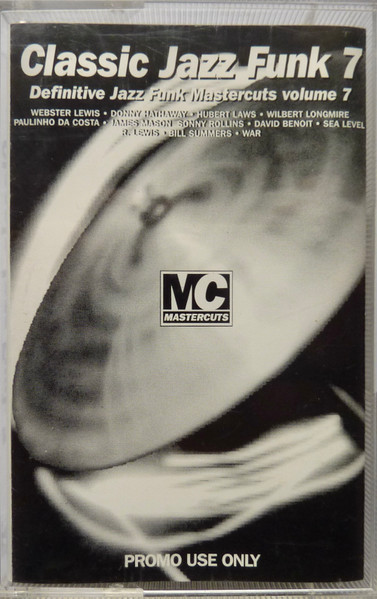 Classic Jazz Funk 7
Definitive Jazz Funk Mastercuts volume 7
WEBSTER LEWIS • DONNY HATHAWAY • HUBERT LAWS • WILBERT LONGMIRE
PAULINHO DA COSTA • JAMES MASON SONNY ROLLINS • DAVID BENOIT • SEA LEVEL
R. LEWIS • BILL SUMMERS • WAR
MC
MASTERCUTS
PROMO USE ONLY